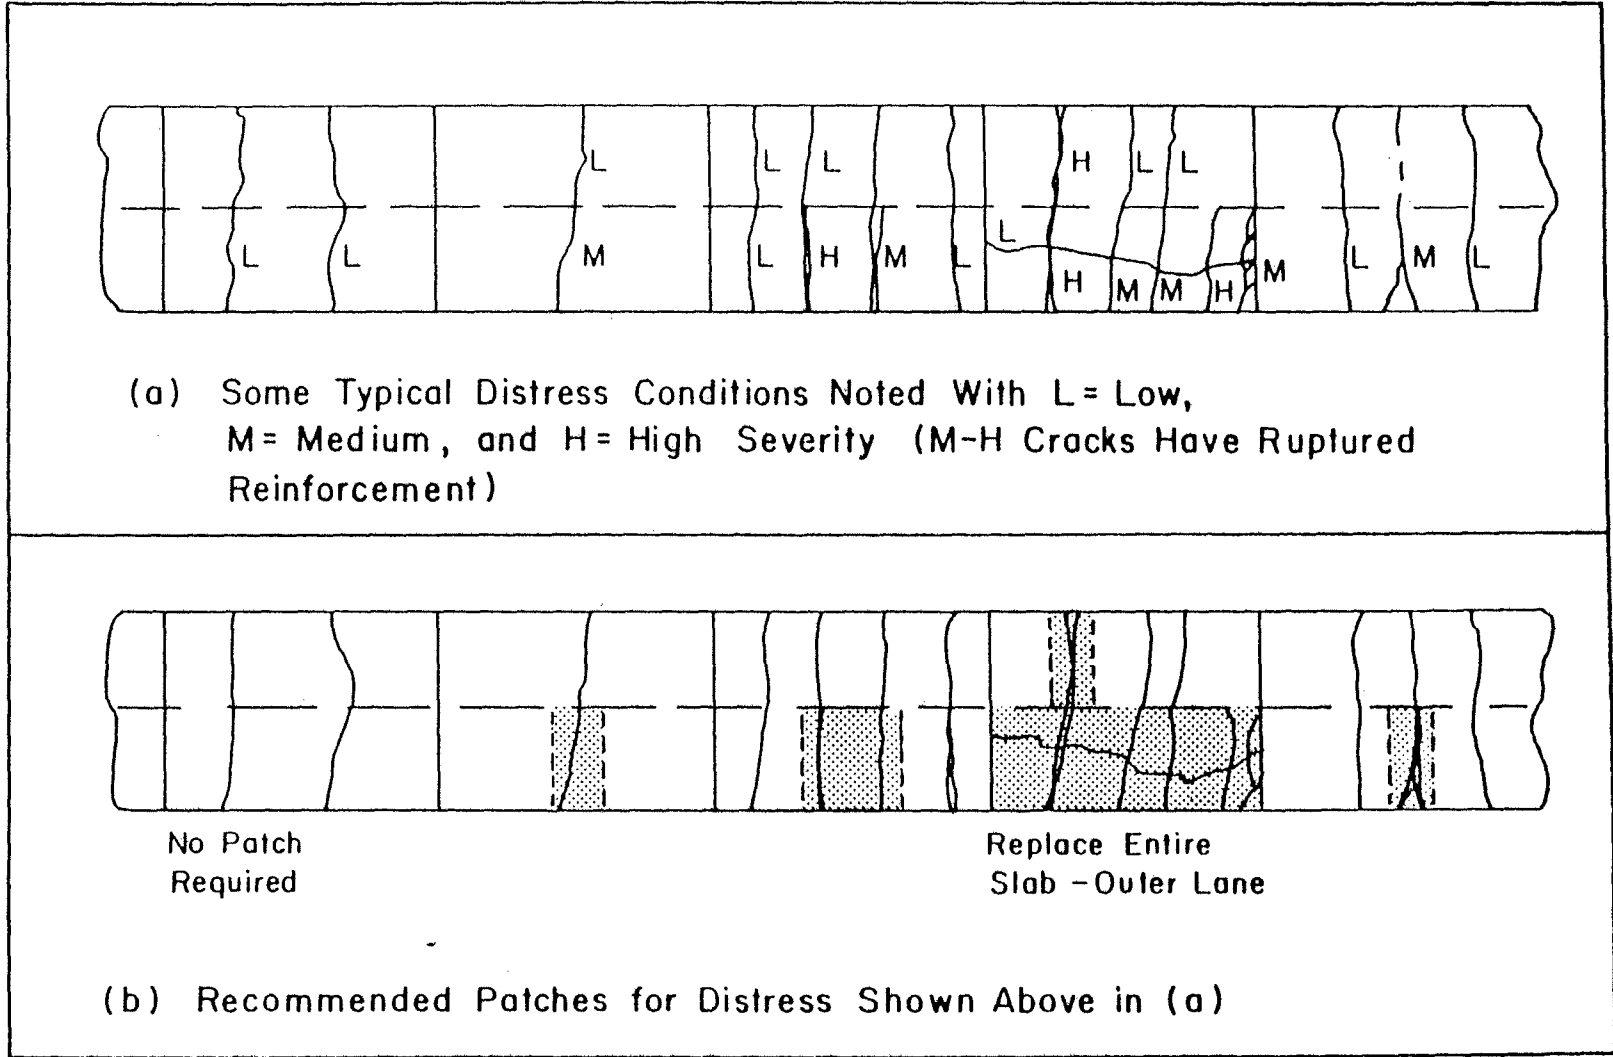 L
L
L
H
L
L
L
L
M
L
H
M
L
L
H
M
M
H
M
L
M
L
(a) Some Typical Distress Conditions Noted With L = Low,
M = Medium, and H = High Severity (M-H Cracks Have Ruptured
Reinforcement)
No Patch
Required
Replace Entire
Slab - Outer Lane
(b) Recommended Patches for Distress Shown Above in (a)